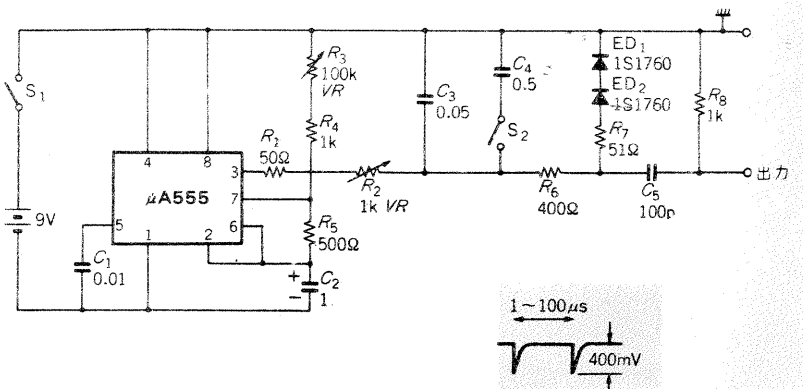 S1
9V
C1
0.01
μA555
4
8
3
7
6
5
1
2
R2
50Ω
R3
100k
VR
R4
1k
R5
500Ω
+
−
C2
1
R2
1k VR
C3
0.05
C4
0.5
S2
R6
400Ω
ED1
1S1760
ED2
1S1760
R7
51Ω
C5
100p
R8
1k
出力
1~100μs
400mV